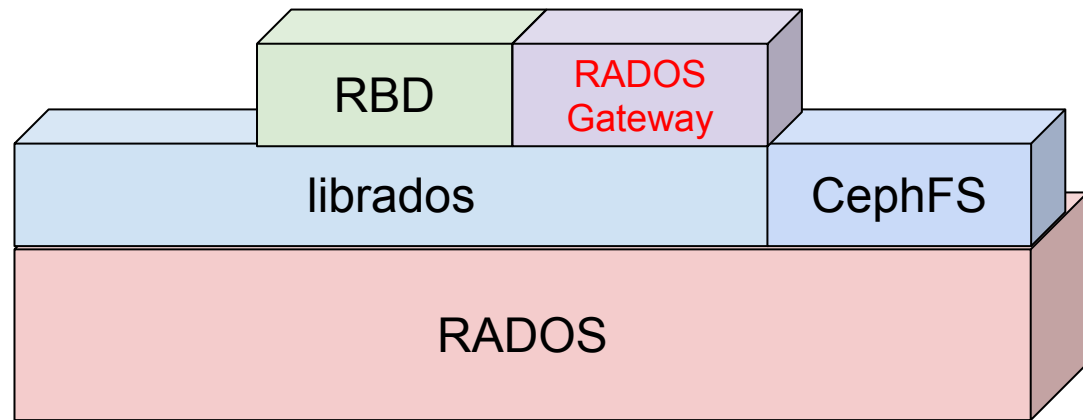 RBD
RADOS
Gateway
librados
CephFS
RADOS